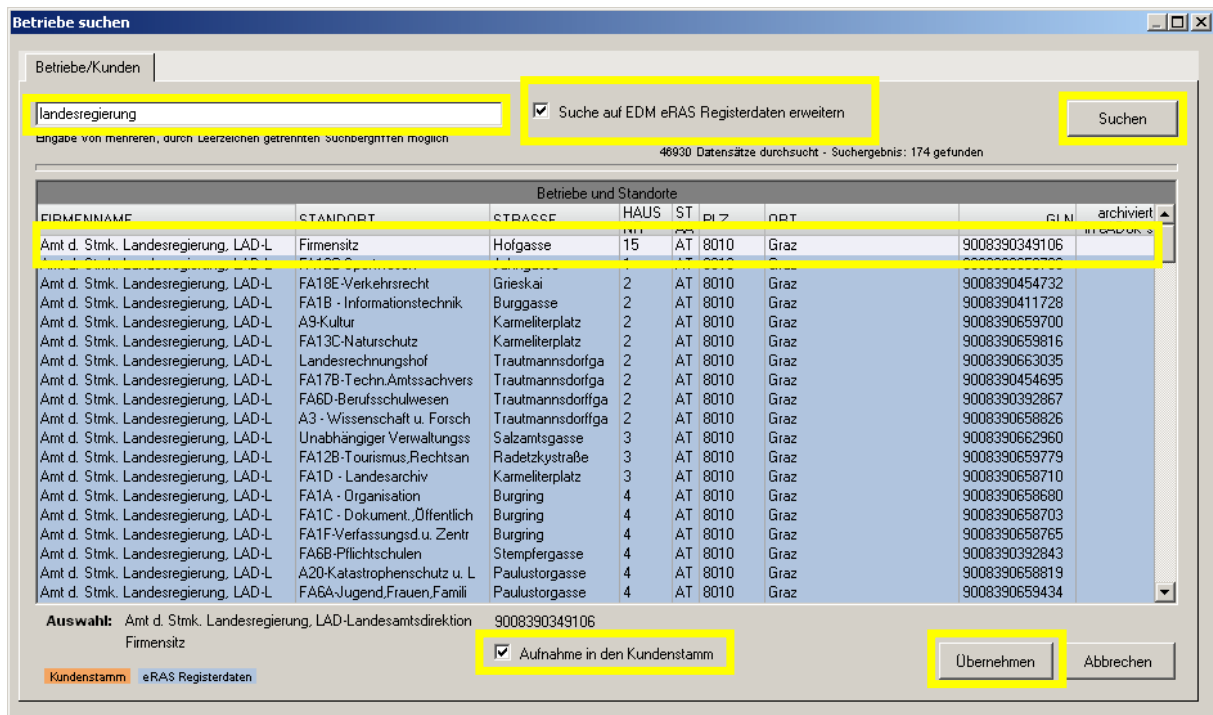 Betriebe suchen
Betriebe/Kunden
landesregierung
Suche auf EDM eRAS Registerdaten erweitern
Suchen
Eingabe von mehreren, durch Leerzeichen getrennten Suchbegriffen möglich
46930 Datensätze durchsucht - Suchergebnis: 174 gefunden
Betriebe und Standorte
FIRMENNAME STANDORT STRASSE HAUS NR ST AA PLZ ORT GLN archiviert in eADok's
Amt d. Stmk. Landesregierung, LAD-L Firmensitz Hofgasse 15 AT 8010 Graz 9008390349106
Amt d. Stmk. Landesregierung, LAD-L FA18E-Verkehrsrecht Grieskai 2 AT 8010 Graz 9008390454732
Amt d. Stmk. Landesregierung, LAD-L FA1B - Informationstechnik Burggasse 2 AT 8010 Graz 9008390411728
Amt d. Stmk. Landesregierung, LAD-L A9-Kultur Karmeliterplatz 2 AT 8010 Graz 9008390659700
Amt d. Stmk. Landesregierung, LAD-L FA13C-Naturschutz Karmeliterplatz 2 AT 8010 Graz 9008390659816
Amt d. Stmk. Landesregierung, LAD-L Landesrechnungshof Trautmannsdorfga 2 AT 8010 Graz 9008390663035
Amt d. Stmk. Landesregierung, LAD-L FA17B-Techn.Amtssachvers Trautmannsdorfga 2 AT 8010 Graz 9008390454695
Amt d. Stmk. Landesregierung, LAD-L FA6D-Berufsschulwesen Trautmannsdorffga 2 AT 8010 Graz 9008390392867
Amt d. Stmk. Landesregierung, LAD-L A3 - Wissenschaft u. Forsch Trautmannsdorffga 2 AT 8010 Graz 9008390658826
Amt d. Stmk. Landesregierung, LAD-L Unabhängiger Verwaltungss Salzamtsgasse 3 AT 8010 Graz 9008390662960
Amt d. Stmk. Landesregierung, LAD-L FA12B-Tourismus,Rechtsan Radetzkystraße 3 AT 8010 Graz 9008390659779
Amt d. Stmk. Landesregierung, LAD-L FA1D - Landesarchiv Karmeliterplatz 3 AT 8010 Graz 9008390658710
Amt d. Stmk. Landesregierung, LAD-L FA1A - Organisation Burgring 4 AT 8010 Graz 9008390658680
Amt d. Stmk. Landesregierung, LAD-L FA1C - Dokument.,Öffentlich Burgring 4 AT 8010 Graz 9008390658703
Amt d. Stmk. Landesregierung, LAD-L FA1F-Verfassungsd.u. Zentr Burgring 4 AT 8010 Graz 9008390658765
Amt d. Stmk. Landesregierung, LAD-L FA6B-Pflichtschulen Stempfergasse 4 AT 8010 Graz 9008390392843
Amt d. Stmk. Landesregierung, LAD-L A20-Katastrophenschutz u. L Paulustorgasse 4 AT 8010 Graz 9008390658819
Amt d. Stmk. Landesregierung, LAD-L FA6A-Jugend,Frauen,Famili Paulustorgasse 4 AT 8010 Graz 9008390659434
Auswahl: Amt d. Stmk. Landesregierung, LAD-Landesamtsdirektion 9008390349106
Firmensitz
Aufnahme in den Kundenstamm
Übernehmen
Abbrechen
Kundenstamm eRAS Registerdaten